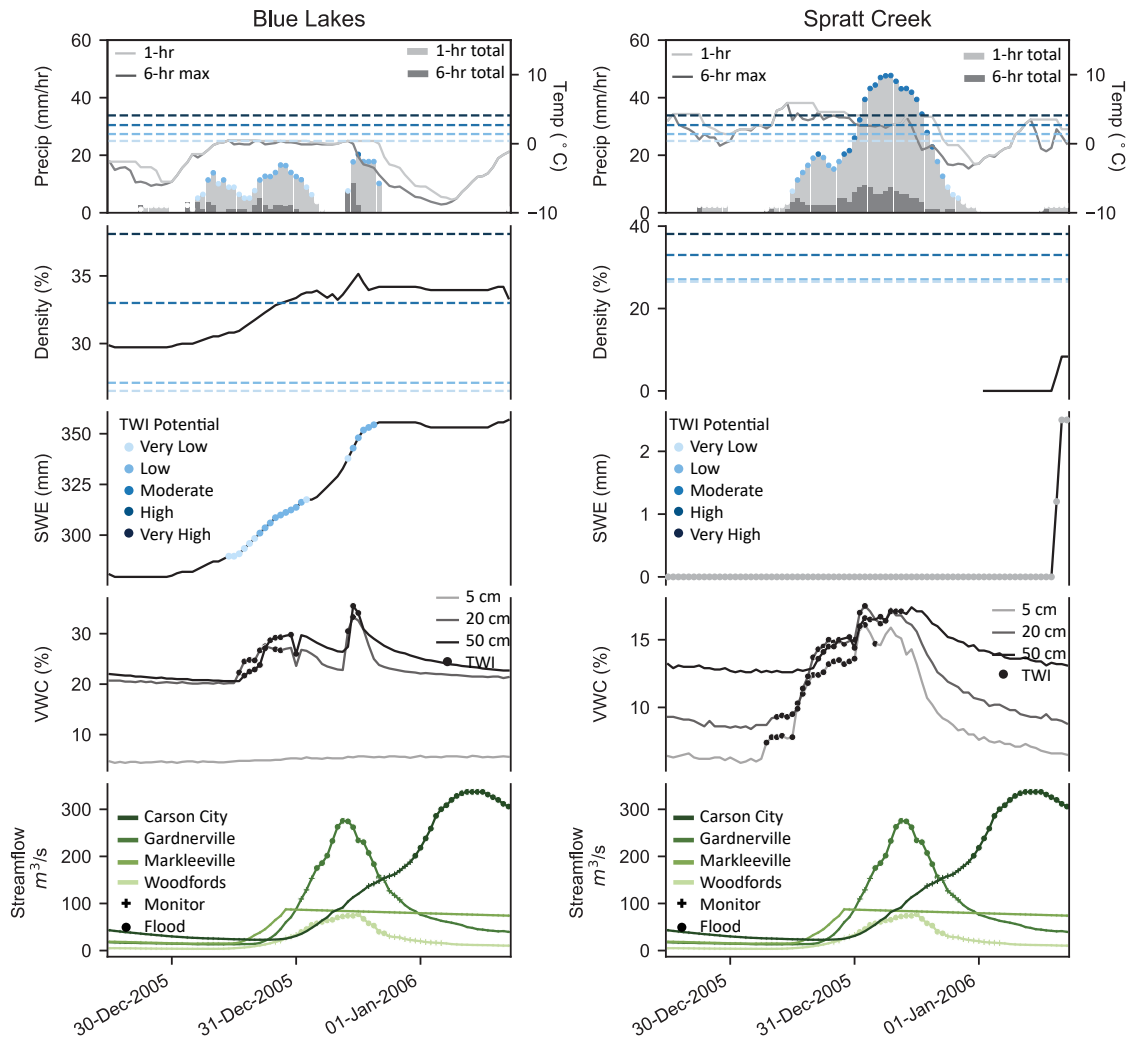 Blue Lakes
Spratt Creek
60
40
20
0
Precip (mm/hr)
1-hr
6-hr max
1-hr total
6-hr total
10
0
−10
Temp (°C)
60
40
20
0
Precip (mm/hr)
1-hr
6-hr max
1-hr total
6-hr total
10
0
−10
Temp (°C)
35
30
Density (%)
40
20
0
Density (%)
350
325
300
SWE (mm)
TWI Potential
Very Low
Low
Moderate
High
Very High
2
1
0
SWE (mm)
TWI Potential
Very Low
Low
Moderate
High
Very High
30
20
10
VWC (%)
5 cm
20 cm
50 cm
TWI
15
10
VWC (%)
5 cm
20 cm
50 cm
TWI
300
200
100
0
Streamflow
m³/s
Carson City
Gardnerville
Markleeville
Woodfords
Monitor
Flood
300
200
100
0
Streamflow
m³/s
Carson City
Gardnerville
Markleeville
Woodfords
Monitor
Flood
30-Dec-2005
31-Dec-2005
01-Jan-2006
30-Dec-2005
31-Dec-2005
01-Jan-2006